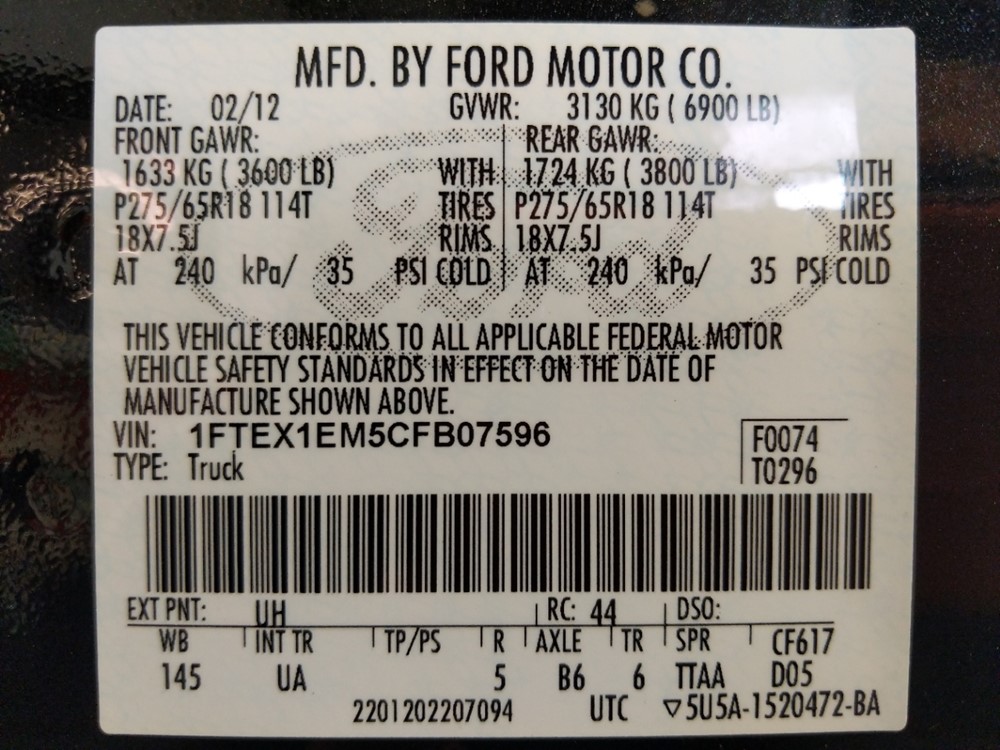 MFD. BY FORD MOTOR CO.
DATE: 02/12 GVWR: 3130 KG ( 6900 LB)
FRONT GAWR: REAR GAWR:
1633 KG ( 3600 LB) WITH 1724 KG ( 3800 LB) WITH
P275/65R18 114T TIRES P275/65R18 114T TIRES
18X7.5J RIMS 18X7.5J RIMS
AT 240 kPa/ 35 PSI COLD AT 240 kPa/ 35 PSI COLD
Ford
THIS VEHICLE CONFORMS TO ALL APPLICABLE FEDERAL MOTOR
VEHICLE SAFETY STANDARDS IN EFFECT ON THE DATE OF
MANUFACTURE SHOWN ABOVE.
VIN: 1FTEX1EM5CFB07596 F0074
TYPE: Truck T0296
EXT PNT: UH RC: 44 DSO:
WB INT TR TP/PS R AXLE TR SPR CF617
145 UA 5 B6 6 TTAA D05
2201202207094 UTC ▽5U5A-1520472-BA